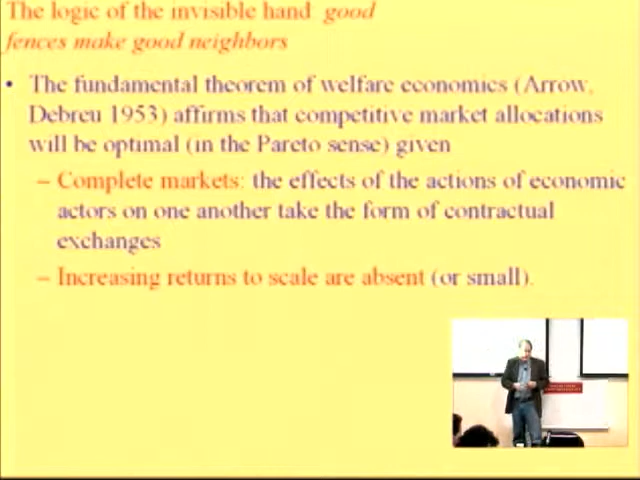 The logic of the invisible hand: good
fences make good neighbors
• The fundamental theorem of welfare economics (Arrow,
Debreu 1953) affirms that competitive market allocations
will be optimal (in the Pareto sense) given
– Complete markets: the effects of the actions of economic
actors on one another take the form of contractual
exchanges
– Increasing returns to scale are absent (or small).